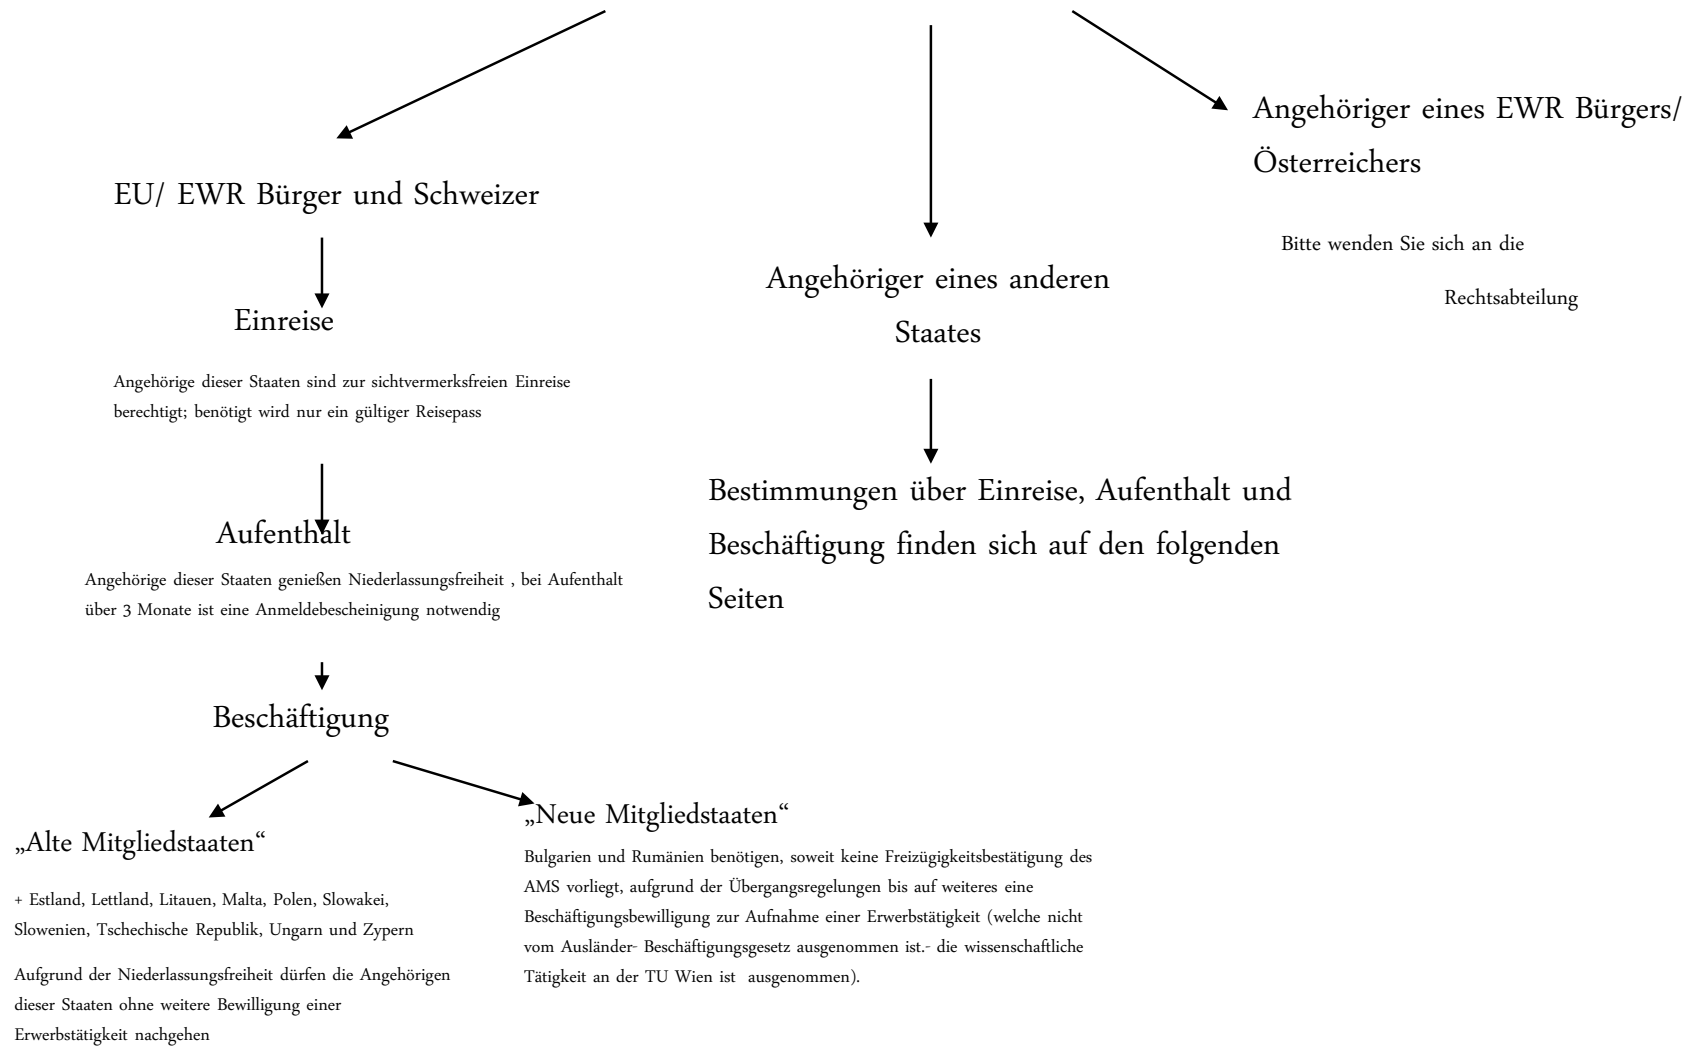 EU/ EWR Bürger und Schweizer
Einreise
Angehörige dieser Staaten sind zur sichtvermerksfreien Einreise
berechtigt; benötigt wird nur ein gültiger Reisepass
Aufenthalt
Angehörige dieser Staaten genießen Niederlassungsfreiheit , bei Aufenthalt
über 3 Monate ist eine Anmeldebescheinigung notwendig
Beschäftigung
„Alte Mitgliedstaaten“
+ Estland, Lettland, Litauen, Malta, Polen, Slowakei,
Slowenien, Tschechische Republik, Ungarn und Zypern
Aufgrund der Niederlassungsfreiheit dürfen die Angehörigen
dieser Staaten ohne weitere Bewilligung einer
Erwerbstätigkeit nachgehen
„Neue Mitgliedstaaten“
Bulgarien und Rumänien benötigen, soweit keine Freizügigkeitsbestätigung des
AMS vorliegt, aufgrund der Übergangsregelungen bis auf weiteres eine
Beschäftigungsbewilligung zur Aufnahme einer Erwerbstätigkeit (welche nicht
vom Ausländer- Beschäftigungsgesetz ausgenommen ist.- die wissenschaftliche
Tätigkeit an der TU Wien ist ausgenommen).
Angehöriger eines anderen
Staates
Bestimmungen über Einreise, Aufenthalt und
Beschäftigung finden sich auf den folgenden
Seiten
Angehöriger eines EWR Bürgers/
Österreichers
Bitte wenden Sie sich an die
Rechtsabteilung